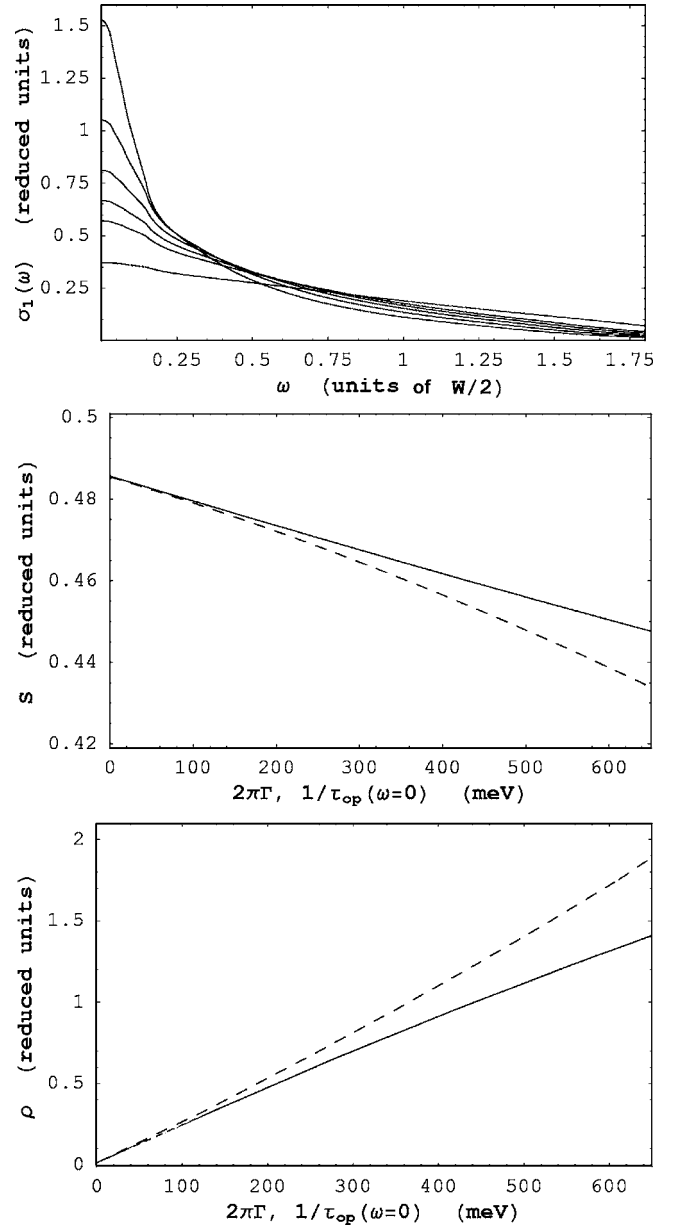 σ₁(ω) (reduced units)
1.5
1.25
1
0.75
0.5
0.25
0.25 0.5 0.75 1 1.25 1.5 1.75
ω (units of W/2)
S (reduced units)
0.5
0.48
0.46
0.44
0.42
0 100 200 300 400 500 600
2πΓ, 1/τop(ω=0) (meV)
ρ (reduced units)
2
1.5
1
0.5
0
0 100 200 300 400 500 600
2πΓ, 1/τop(ω=0) (meV)